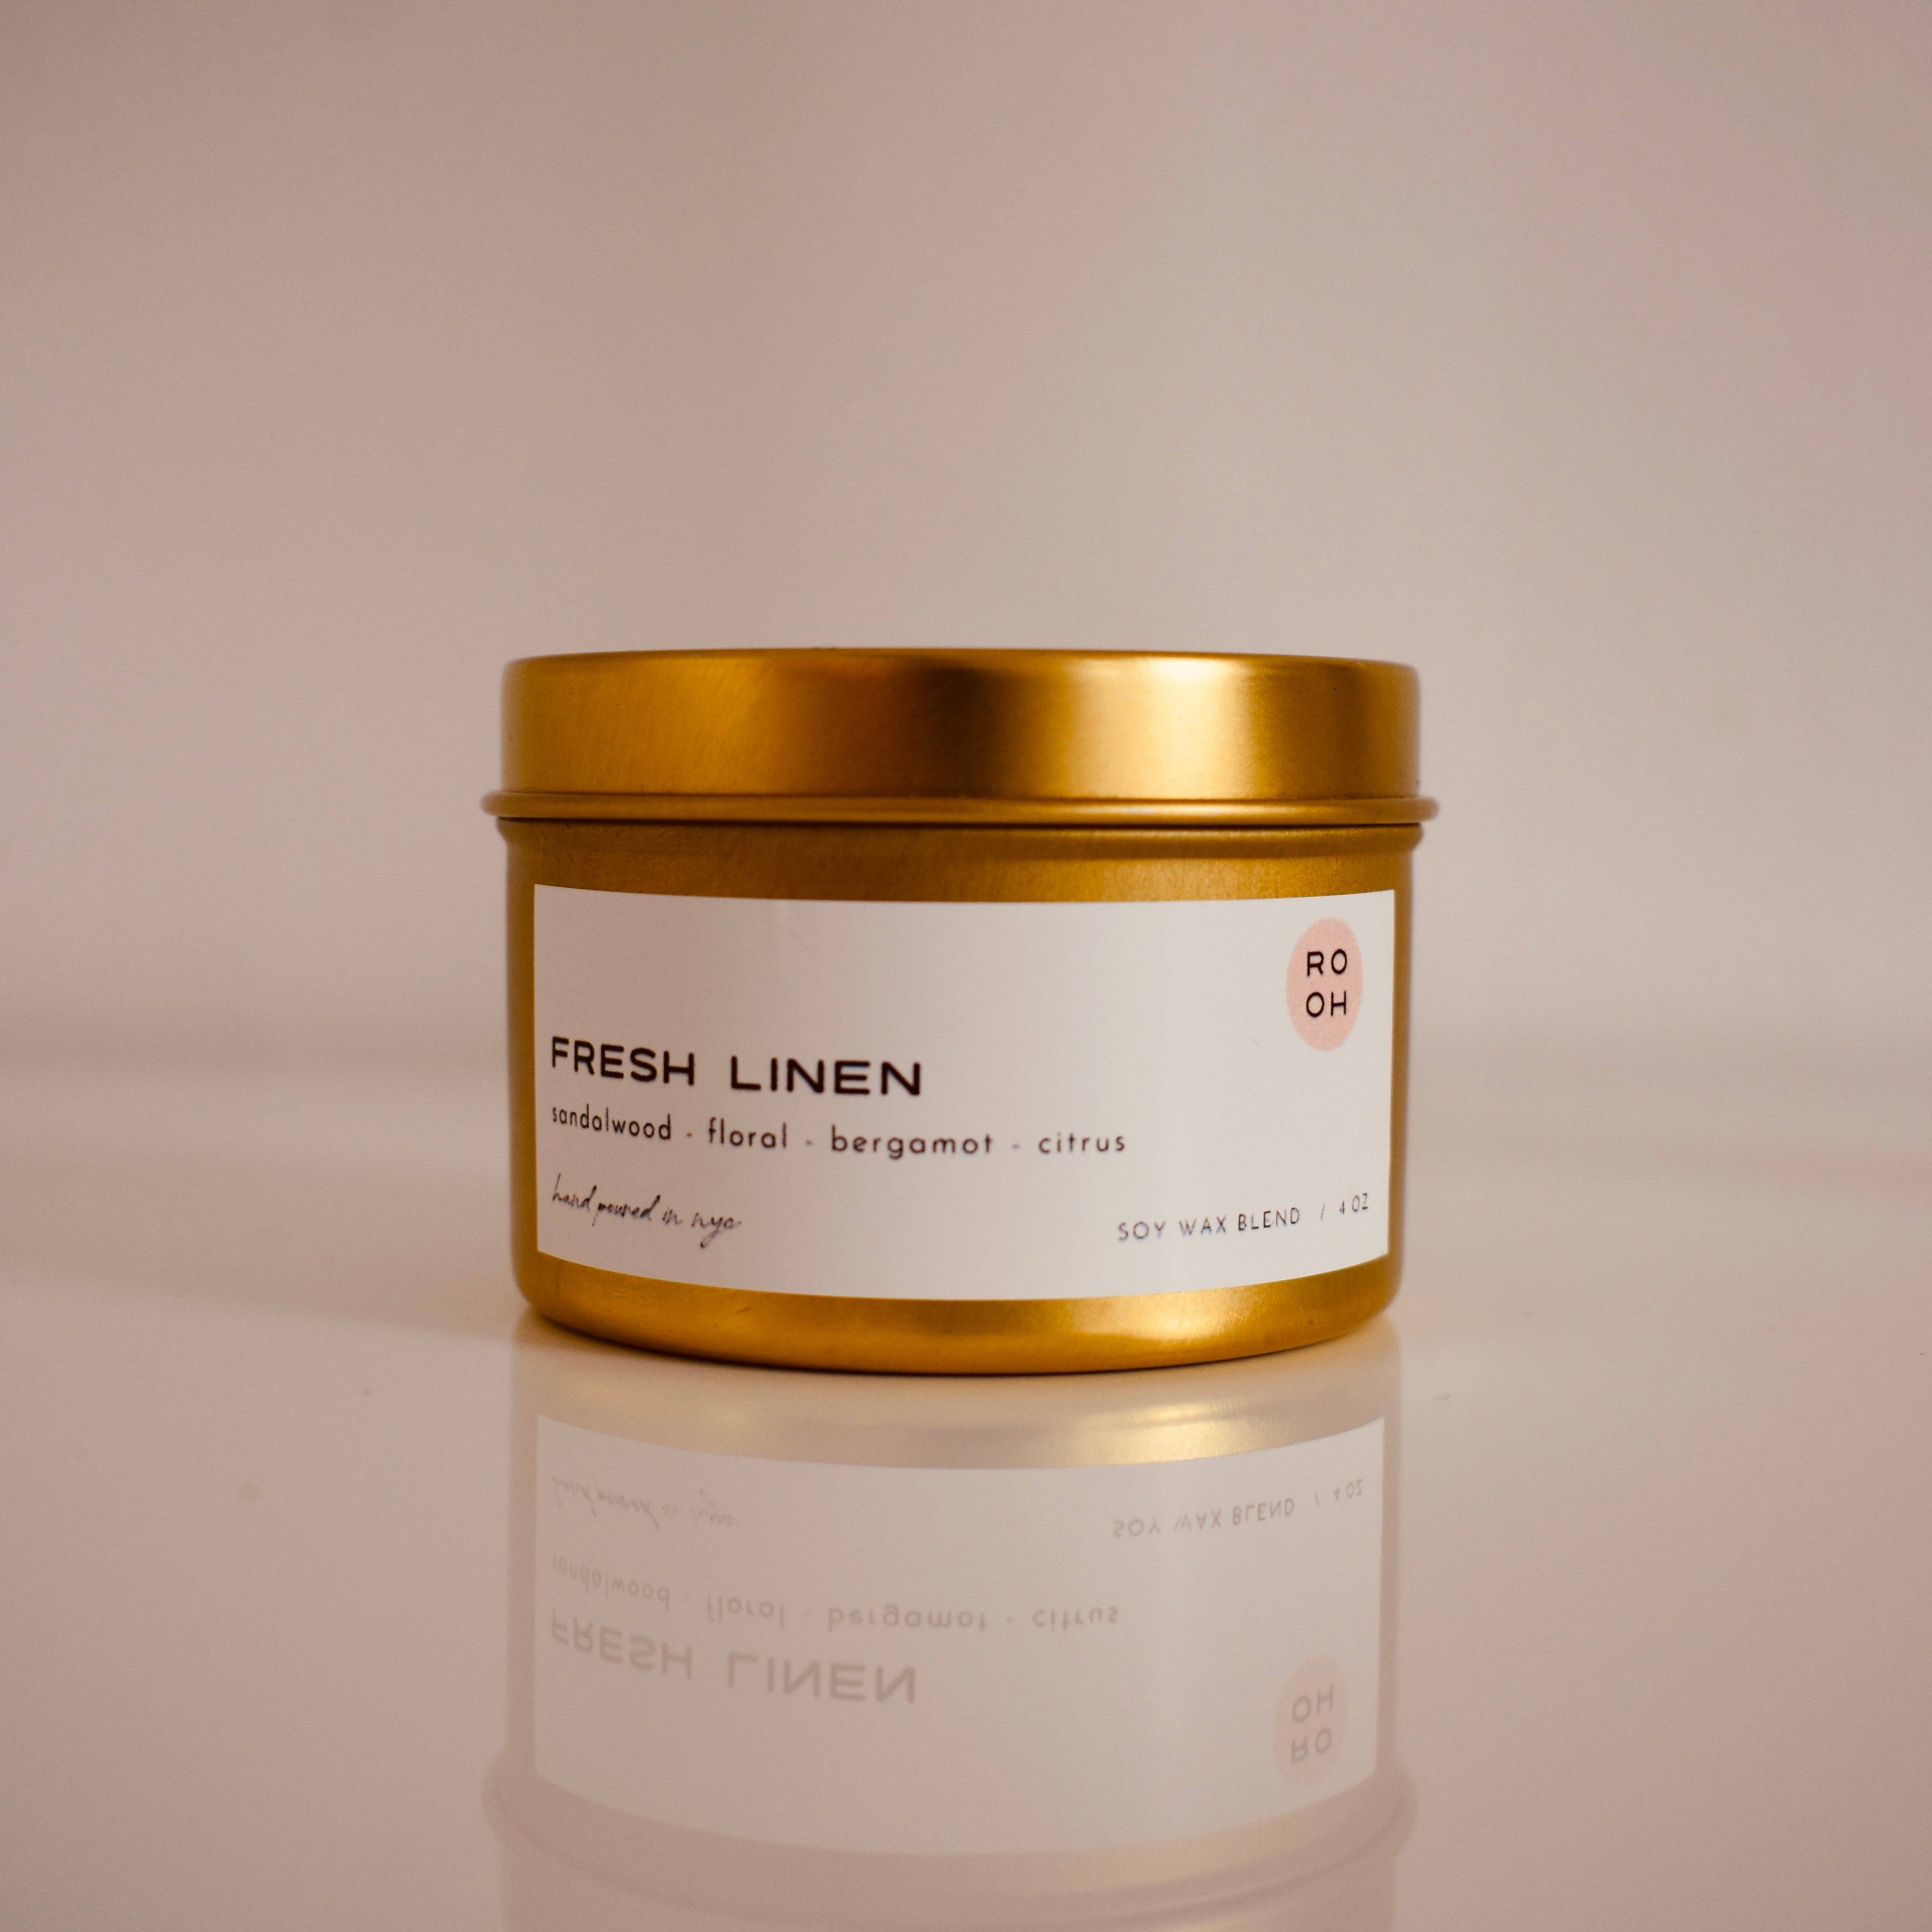 RO
OH
FRESH LINEN
sandalwood - floral - bergamot - citrus
hand poured in nyc
SOY WAX BLEND / 4 OZ